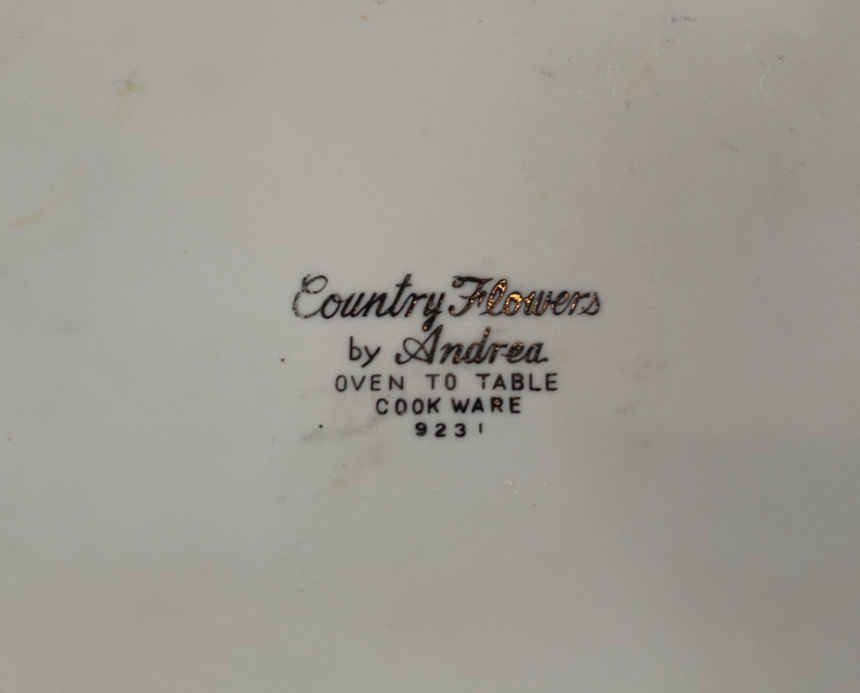 Country Flowers
by Andrea
OVEN TO TABLE
COOK WARE
9231